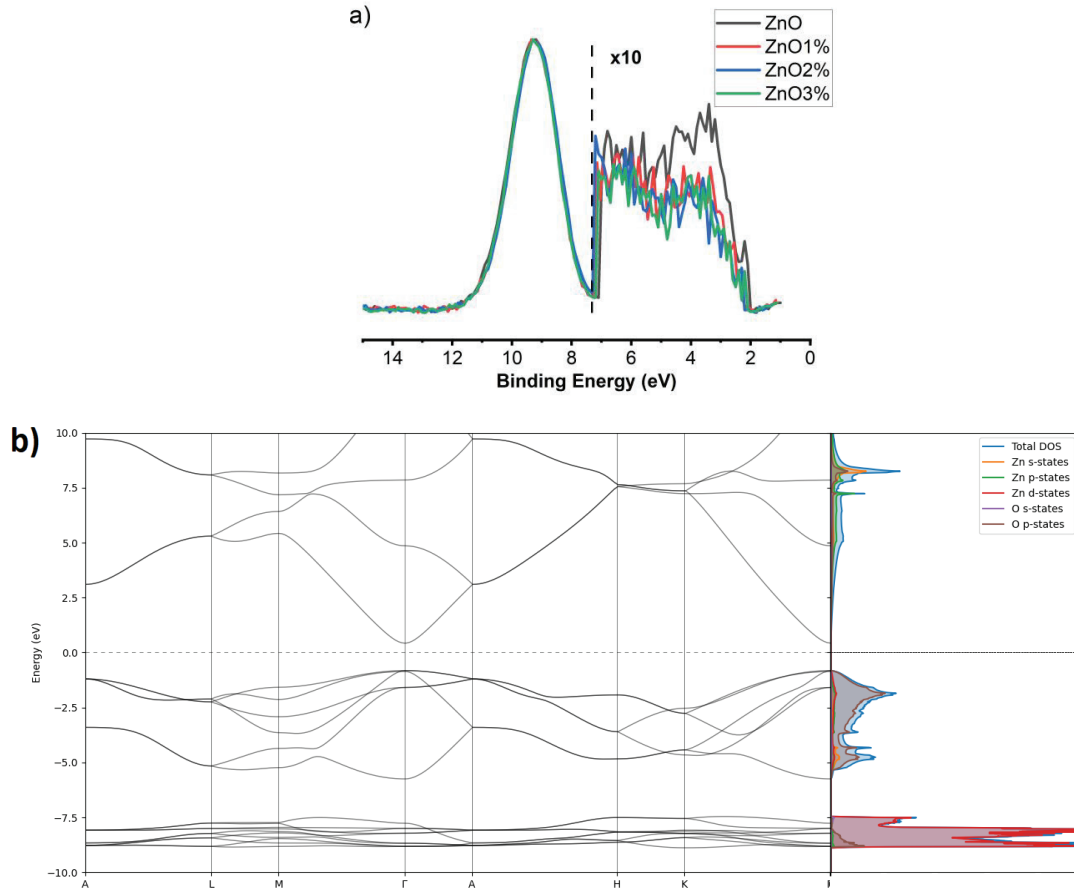 a)
x10
ZnO
ZnO1%
ZnO2%
ZnO3%
14 12 10 8 6 4 2 0
Binding Energy (eV)
b)
Energy (eV)
10.0
7.5
5.0
2.5
0.0
−2.5
−5.0
−7.5
−10.0
A L M Γ A H K
Total DOS
Zn s-states
Zn p-states
Zn d-states
O s-states
O p-states